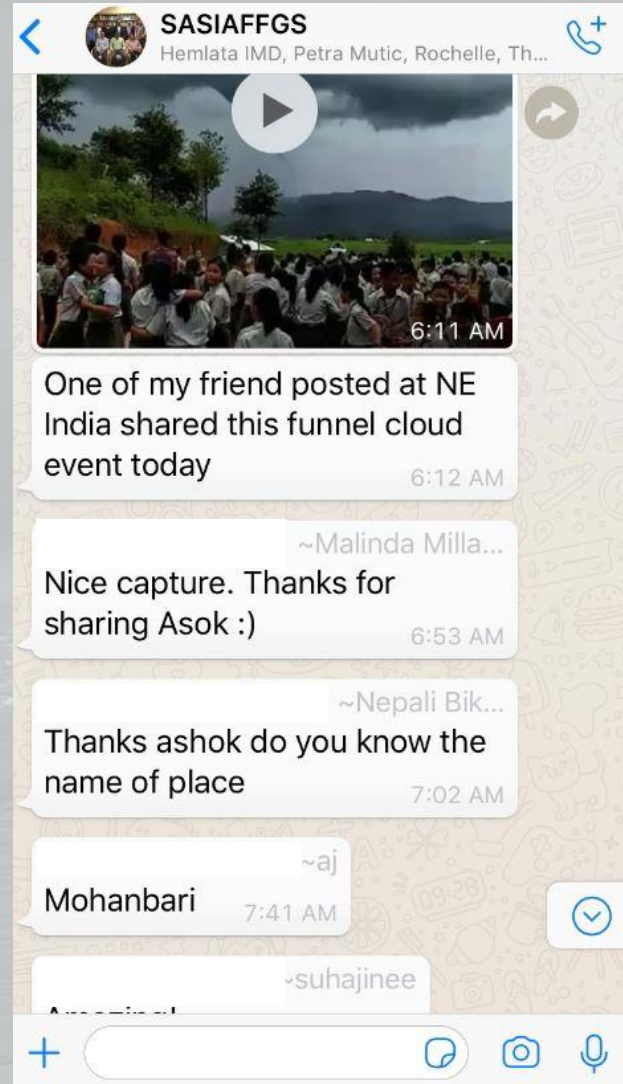 SASIAFFGS
Hemlata IMD, Petra Mutic, Rochelle, Th...
6:11 AM
One of my friend posted at NE
India shared this funnel cloud
event today
6:12 AM
~Malinda Milla...
Nice capture. Thanks for
sharing Asok :)
6:53 AM
~Nepali Bik...
Thanks ashok do you know the
name of place
7:02 AM
~aj
Mohanbari
7:41 AM
~suhajinee